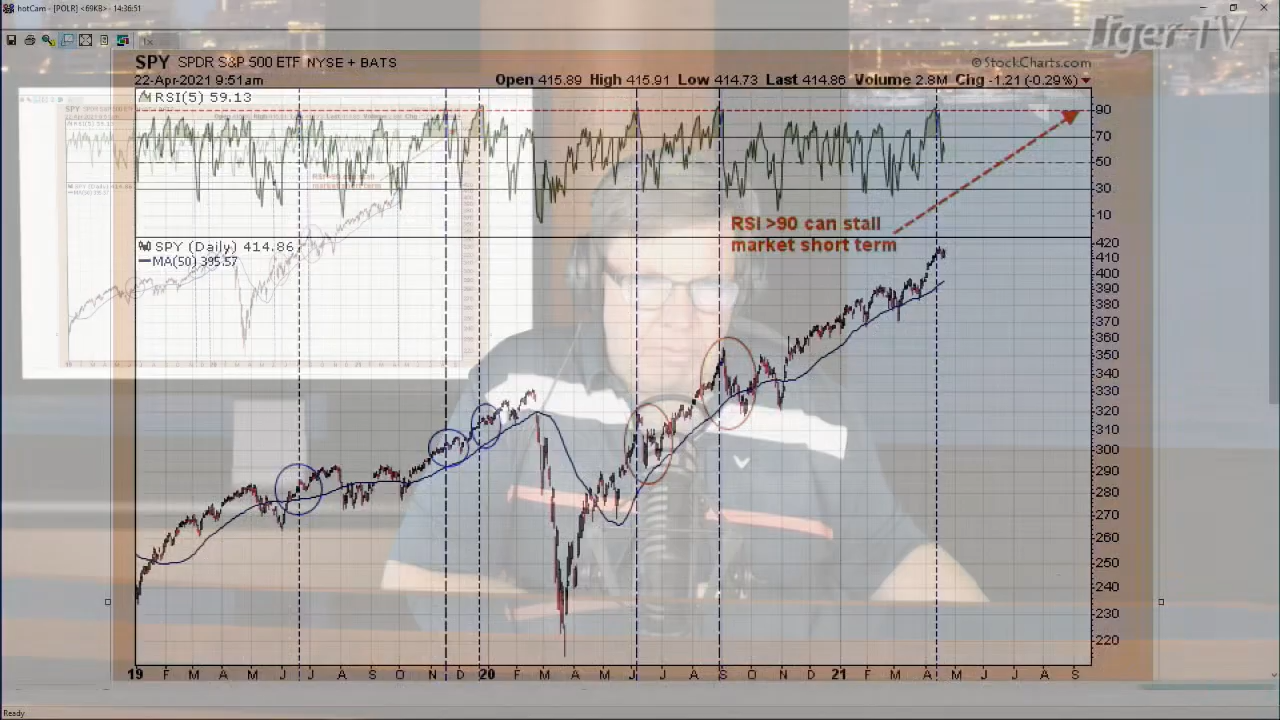 hotCam - [POLR] <69KB> - 14:36:51
Tiger-TV
1x
SPY SPDR S&P 500 ETF NYSE + BATS
© StockCharts.com
22-Apr-2021 9:51am
Open 415.89 High 415.91 Low 414.73 Last 414.86 Volume 2.8M Chg -1.21 (-0.29%)
RSI(5) 59.13
90
70
50
30
10
RSI >90 can stall
market short term
SPY (Daily) 414.86
MA(50) 395.57
420
410
400
390
380
370
360
350
340
330
320
310
300
290
280
270
260
250
240
230
220
19 F M A M J J A S O N D 20 F M A M J J A S O N D 21 F M A M J J A S
Ready